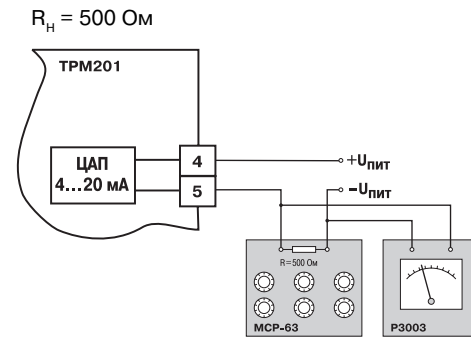 Rн = 500 Ом
ТРМ201
ЦАП
4...20 мА
4
5
+Uпит
−Uпит
R=500 Ом
МСР-63
Р3003